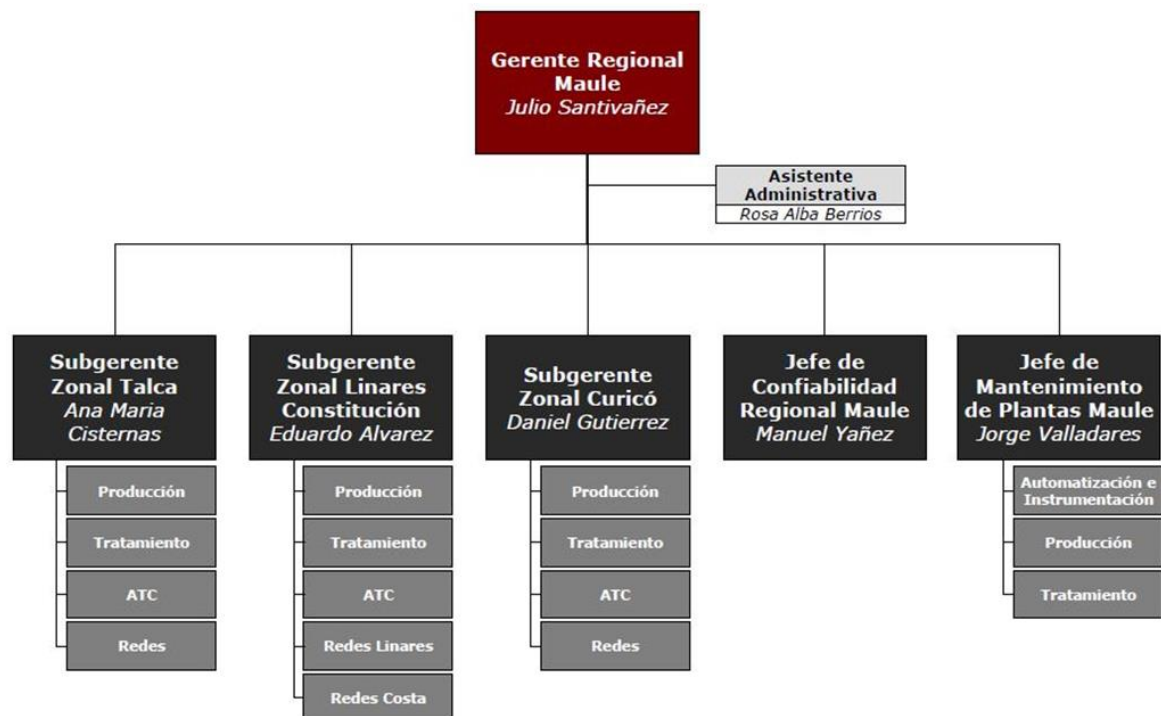 Gerente Regional
Maule
Julio Santivañez
Asistente
Administrativa
Rosa Alba Berrios
Subgerente
Zonal Talca
Ana Maria
Cisternas
Producción
Tratamiento
ATC
Redes
Subgerente
Zonal Linares
Constitución
Eduardo Alvarez
Producción
Tratamiento
ATC
Redes Linares
Redes Costa
Subgerente
Zonal Curicó
Daniel Gutierrez
Producción
Tratamiento
ATC
Redes
Jefe de
Confiabilidad
Regional Maule
Manuel Yañez
Jefe de
Mantenimiento
de Plantas Maule
Jorge Valladares
Automatización e
Instrumentación
Producción
Tratamiento